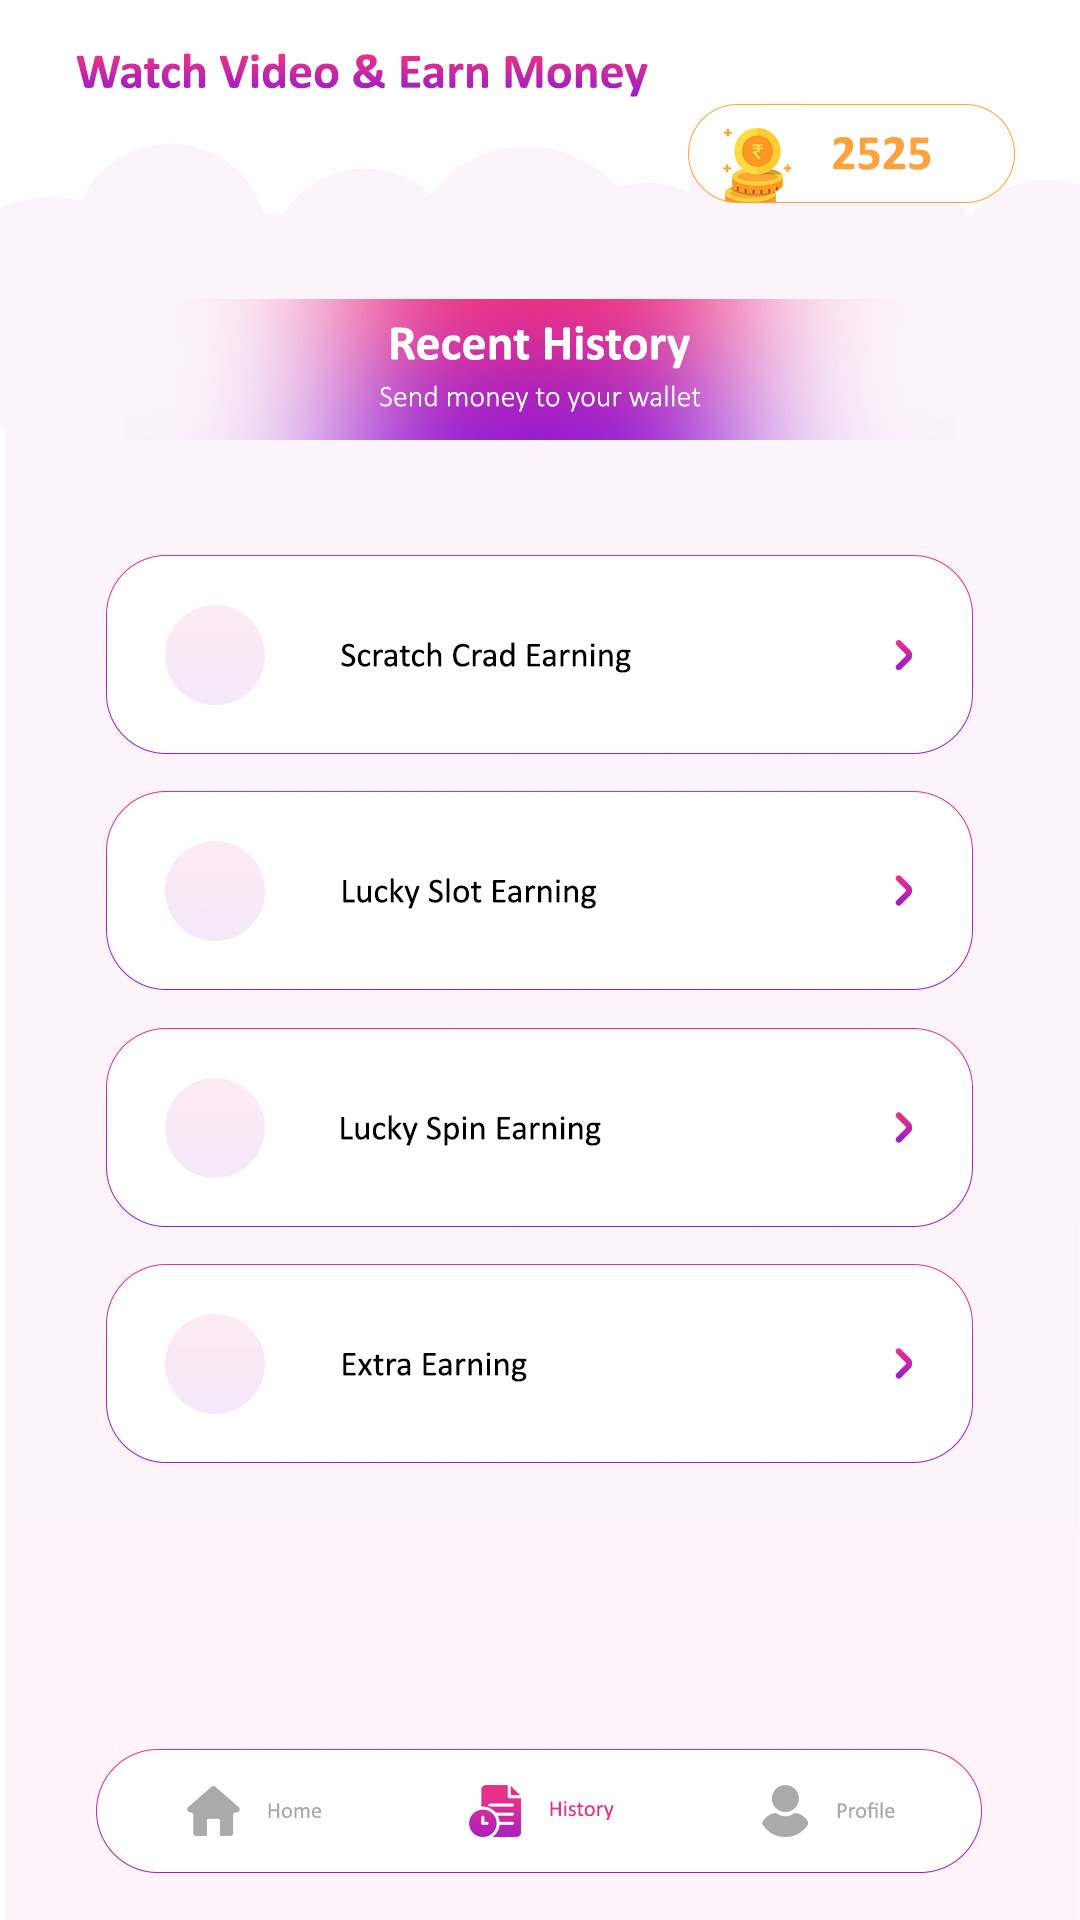 Watch Video & Earn Money
2525
Recent History
Send money to your wallet
Scratch Crad Earning
Lucky Slot Earning
Lucky Spin Earning
Extra Earning
Home
History
Profile